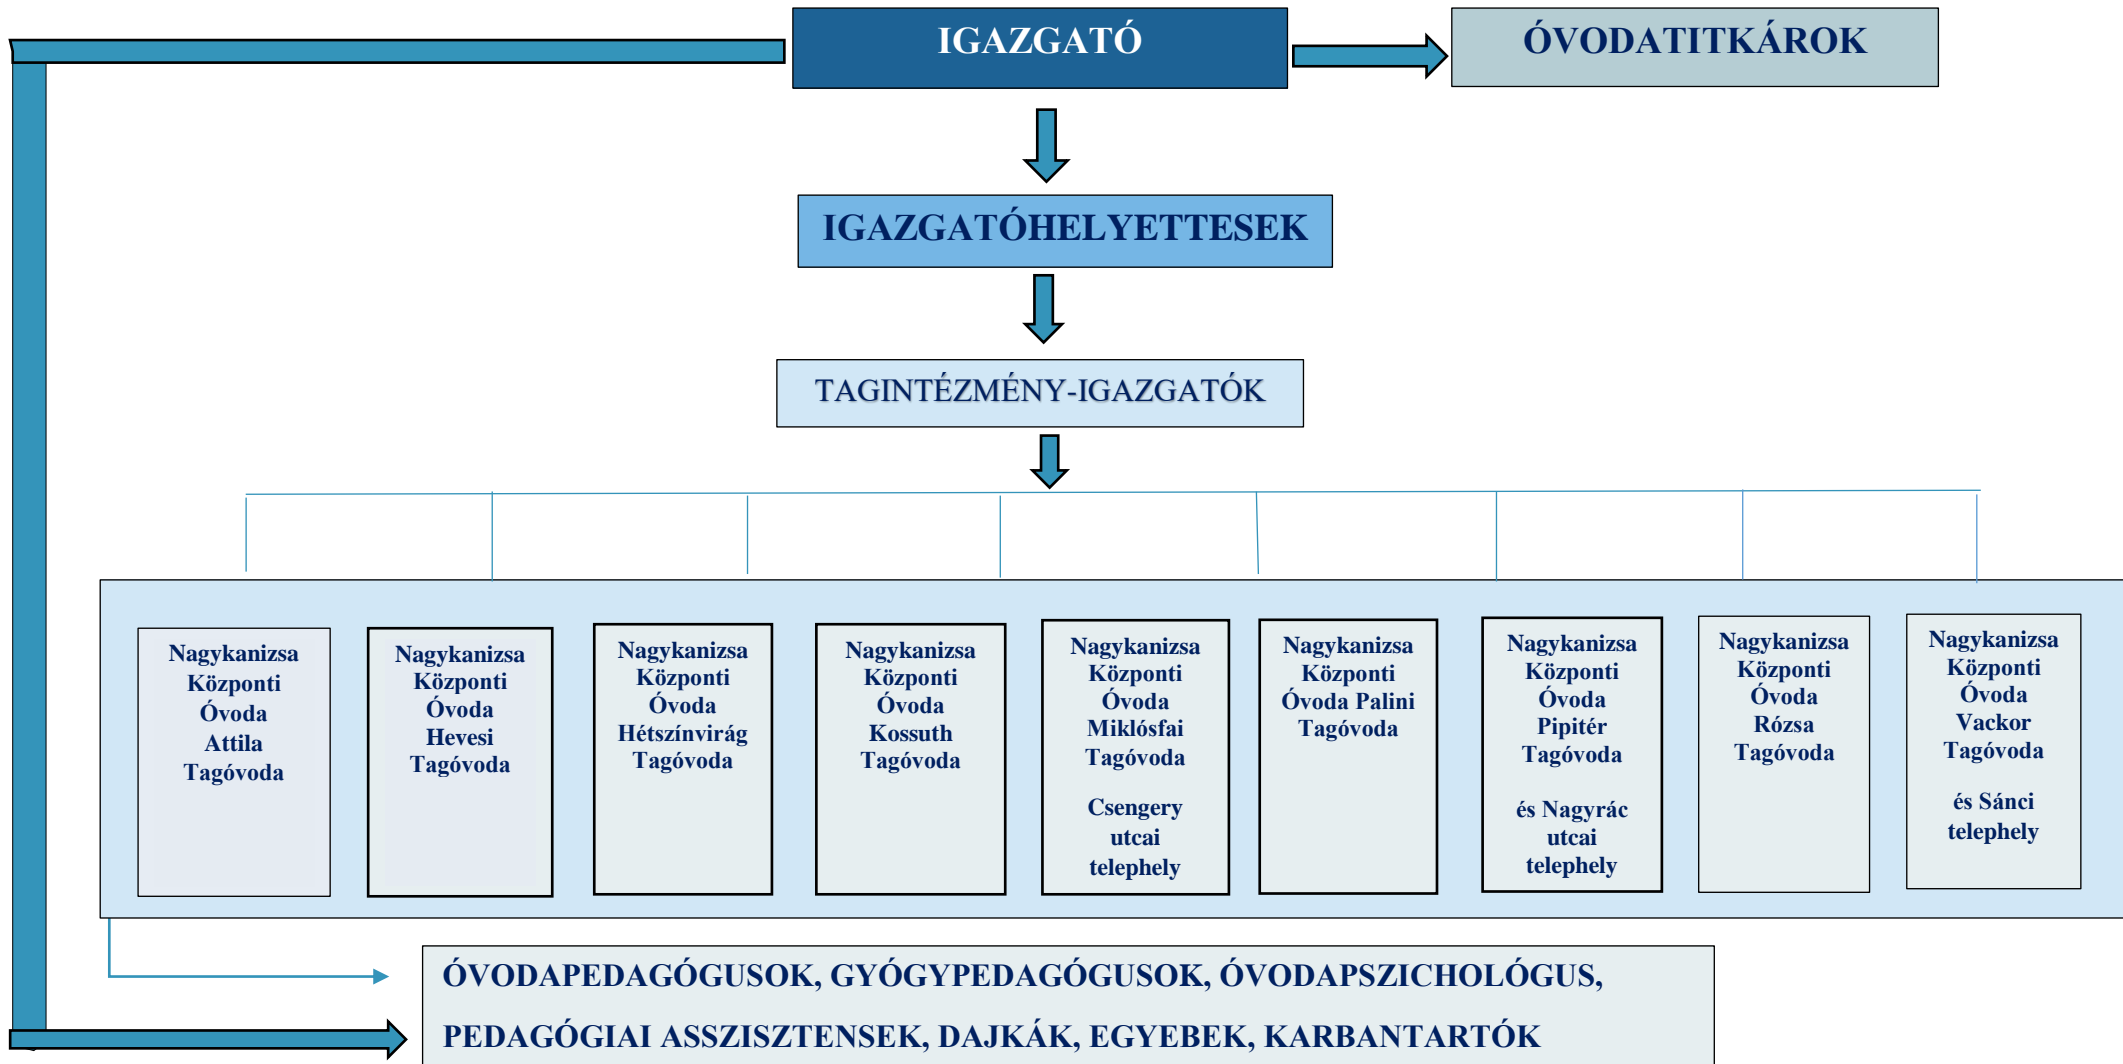 IGAZGATÓ
ÓVODATITKÁROK
IGAZGATÓHELYETTESEK
TAGINTÉZMÉNY-IGAZGATÓK
Nagykanizsa
Központi
Óvoda
Attila
Tagóvoda
Nagykanizsa
Központi
Óvoda
Hevesi
Tagóvoda
Nagykanizsa
Központi
Óvoda
Hétszínvirág
Tagóvoda
Nagykanizsa
Központi
Óvoda
Kossuth
Tagóvoda
Nagykanizsa
Központi
Óvoda
Miklósfai
Tagóvoda
Csengery
utcai
telephely
Nagykanizsa
Központi
Óvoda Palini
Tagóvoda
Nagykanizsa
Központi
Óvoda
Pipitér
Tagóvoda
és Nagyrác
utcai
telephely
Nagykanizsa
Központi
Óvoda
Rózsa
Tagóvoda
Nagykanizsa
Központi
Óvoda
Vackor
Tagóvoda
és Sánci
telephely
ÓVODAPEDAGÓGUSOK, GYÓGYPEDAGÓGUSOK, ÓVODAPSZICHOLÓGUS,
PEDAGÓGIAI ASSZISZTENSEK, DAJKÁK, EGYEBEK, KARBANTARTÓK